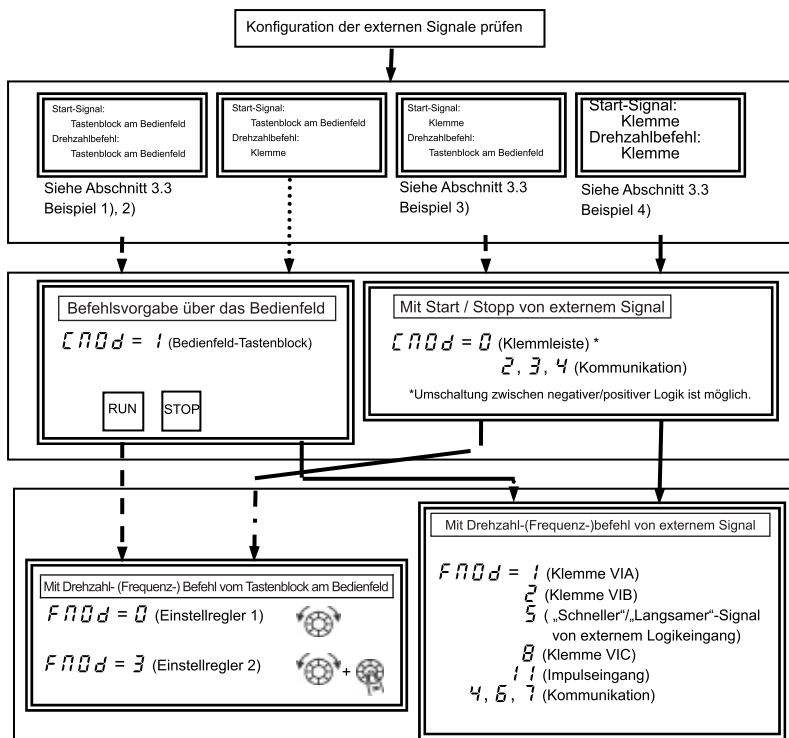 Konfiguration der externen Signale prüfen
Start-Signal:
Tastenblock am Bedienfeld
Drehzahlbefehl:
Tastenblock am Bedienfeld
Siehe Abschnitt 3.3
Beispiel 1), 2)
Start-Signal:
Tastenblock am Bedienfeld
Drehzahlbefehl:
Klemme
Start-Signal:
Klemme
Drehzahlbefehl:
Tastenblock am Bedienfeld
Siehe Abschnitt 3.3
Beispiel 3)
Start-Signal:
Klemme
Drehzahlbefehl:
Klemme
Siehe Abschnitt 3.3
Beispiel 4)
Befehlsvorgabe über das Bedienfeld
CMOd = 1 (Bedienfeld-Tastenblock)
RUN STOP
Mit Start / Stopp von externem Signal
CMOd = 0 (Klemmleiste) *
2, 3, 4 (Kommunikation)
*Umschaltung zwischen negativer/positiver Logik ist möglich.
Mit Drehzahl- (Frequenz-) Befehl vom Tastenblock am Bedienfeld
FMOd = 0 (Einstellregler 1)
FMOd = 3 (Einstellregler 2) +
Mit Drehzahl-(Frequenz-)befehl von externem Signal
FMOd = 1 (Klemme VIA)
2 (Klemme VIB)
5 ( „Schneller“/„Langsamer“-Signal
von externem Logikeingang)
8 (Klemme VIC)
11 (Impulseingang)
4, 6, 7 (Kommunikation)